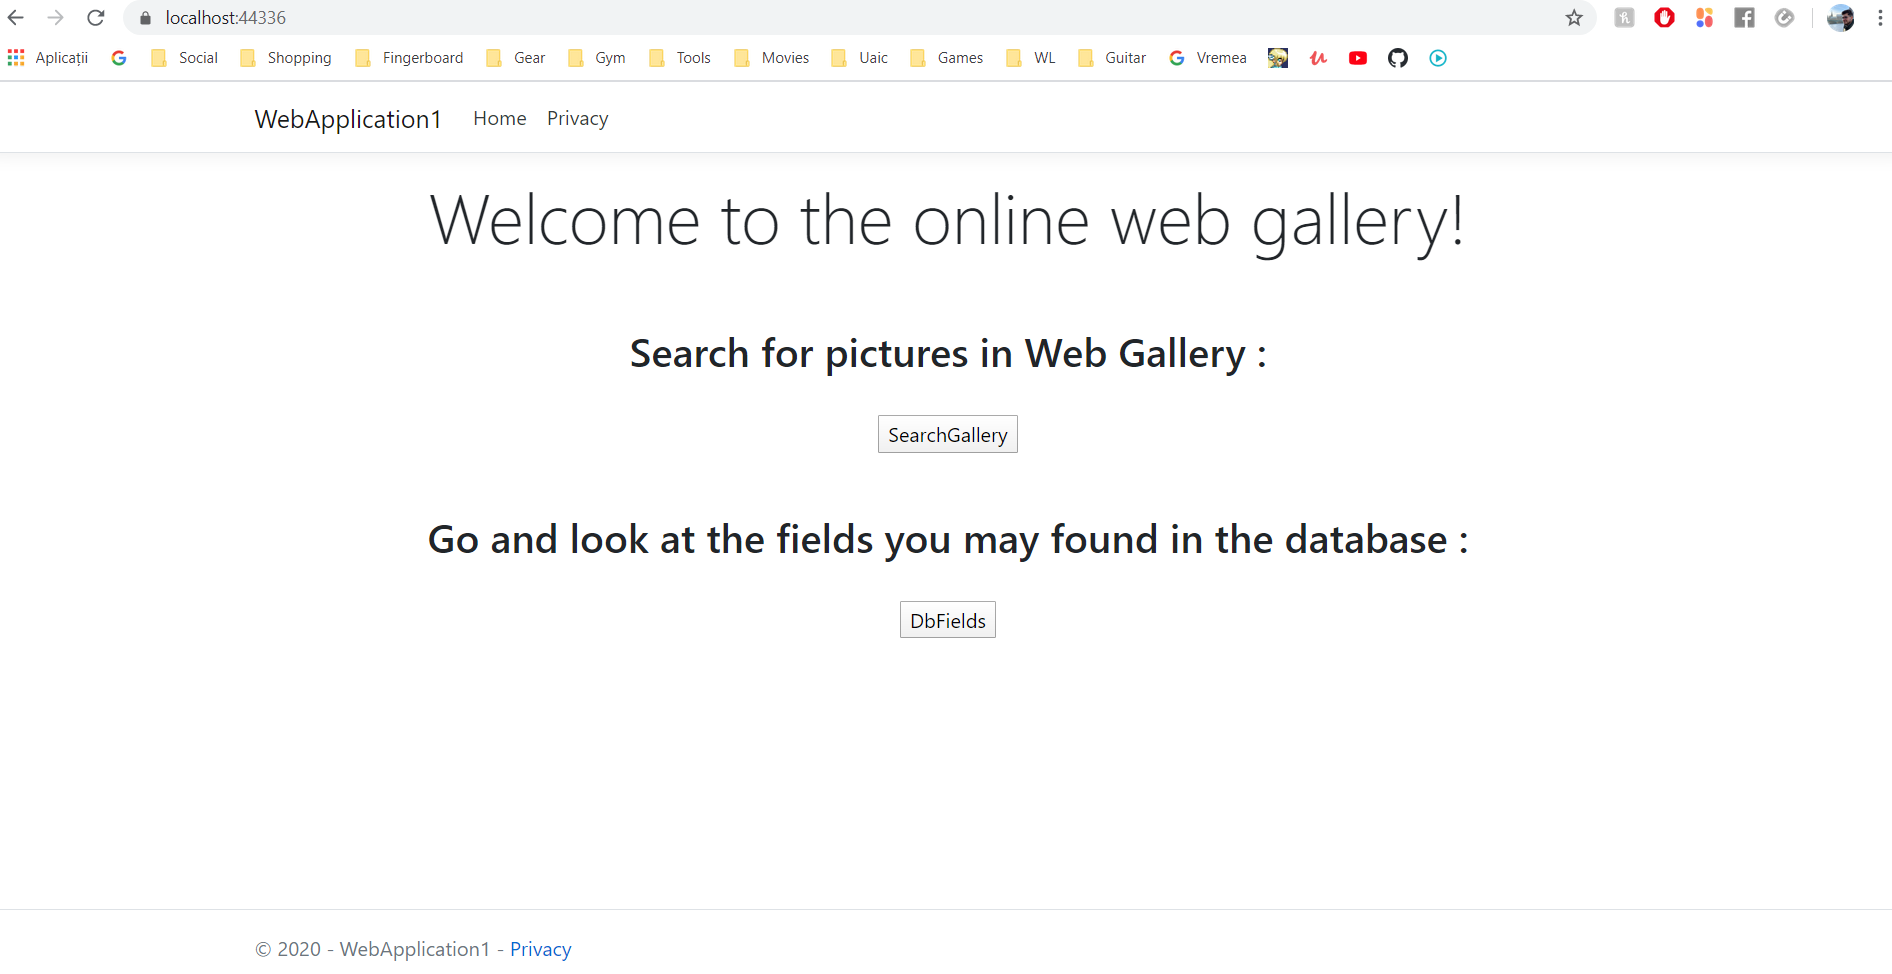 localhost:44336
Aplicații Social Shopping Fingerboard Gear Gym Tools Movies Uaic Games WL Guitar Vremea
WebApplication1 Home Privacy
Welcome to the online web gallery!
Search for pictures in Web Gallery :
SearchGallery
Go and look at the fields you may found in the database :
DbFields
© 2020 - WebApplication1 - Privacy